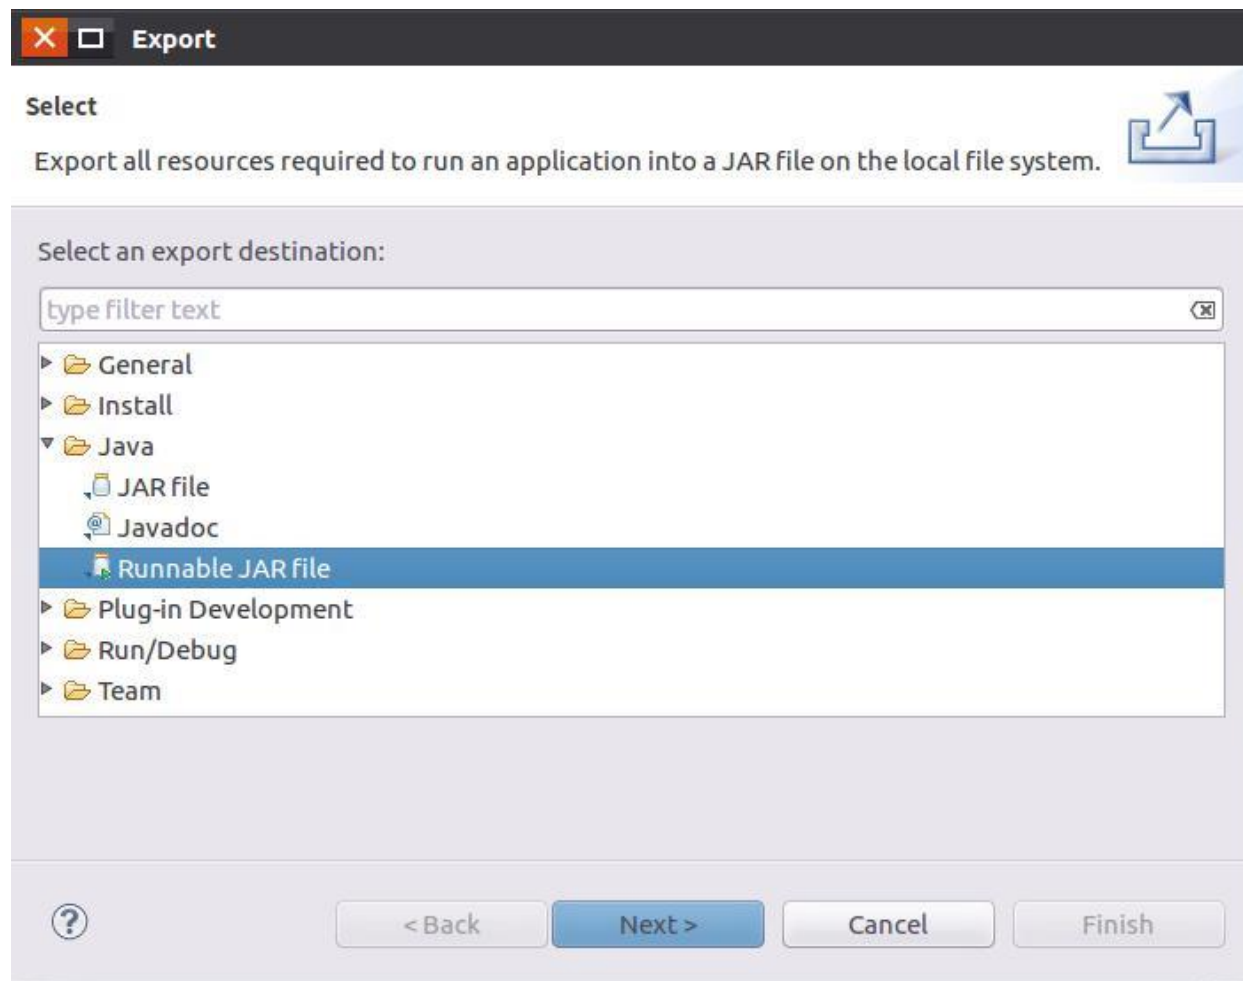 Export
Select
Export all resources required to run an application into a JAR file on the local file system.
Select an export destination:
type filter text
General
Install
Java
JAR file
Javadoc
Runnable JAR file
Plug-in Development
Run/Debug
Team
? < Back Next > Cancel Finish